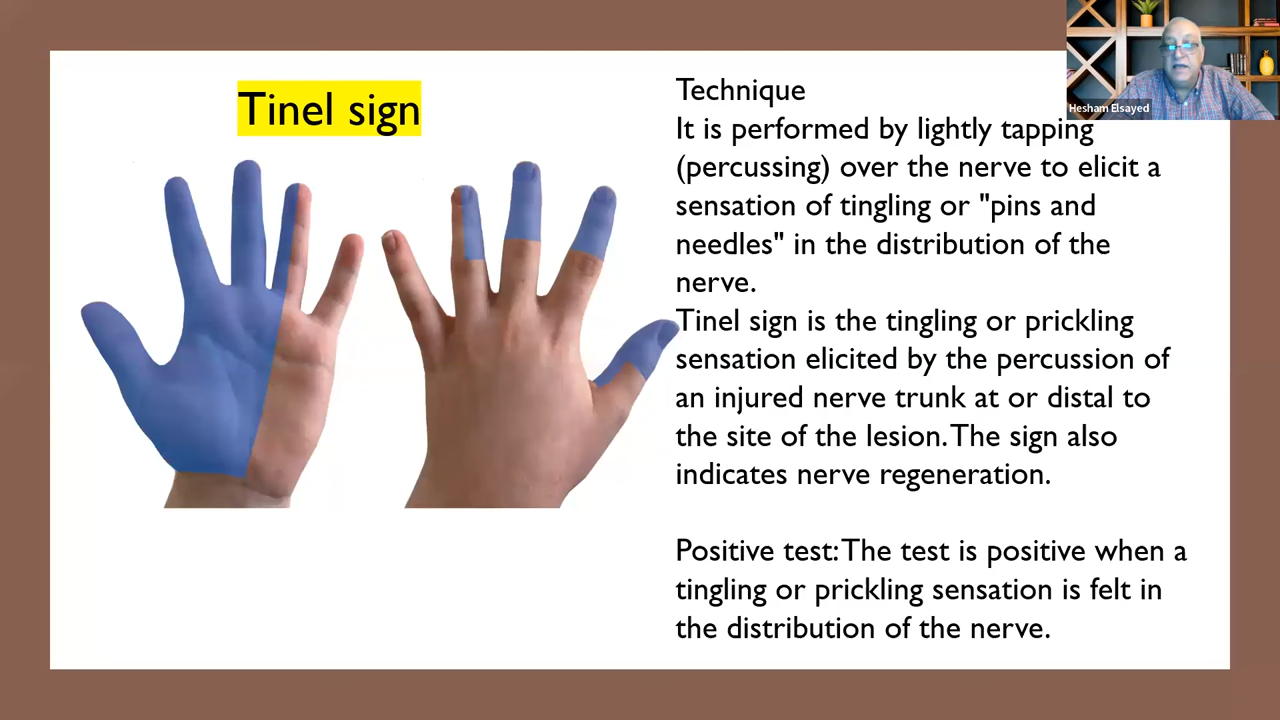 Tinel sign
Technique
It is performed by lightly tapping
(percussing) over the nerve to elicit a
sensation of tingling or "pins and
needles" in the distribution of the
nerve.
Tinel sign is the tingling or prickling
sensation elicited by the percussion of
an injured nerve trunk at or distal to
the site of the lesion. The sign also
indicates nerve regeneration.
Positive test: The test is positive when a
tingling or prickling sensation is felt in
the distribution of the nerve.
Hesham Elsayed